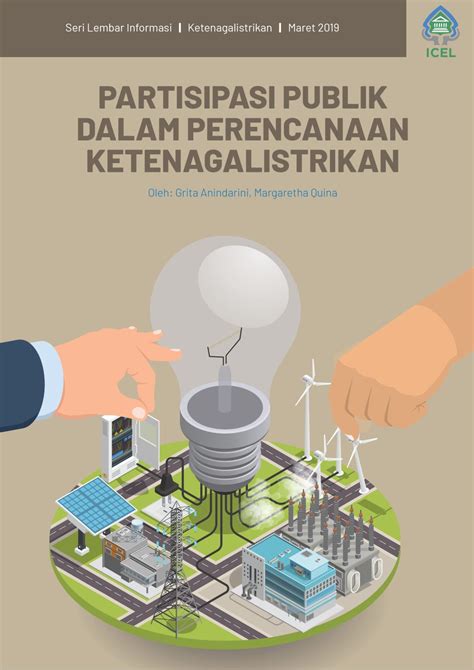 Seri Lembar Informasi | Ketenagalistrikan | Maret 2019
ICEL
PARTISIPASI PUBLIK
DALAM PERENCANAAN
KETENAGALISTRIKAN
Oleh: Grita Anindarini, Margaretha Quina